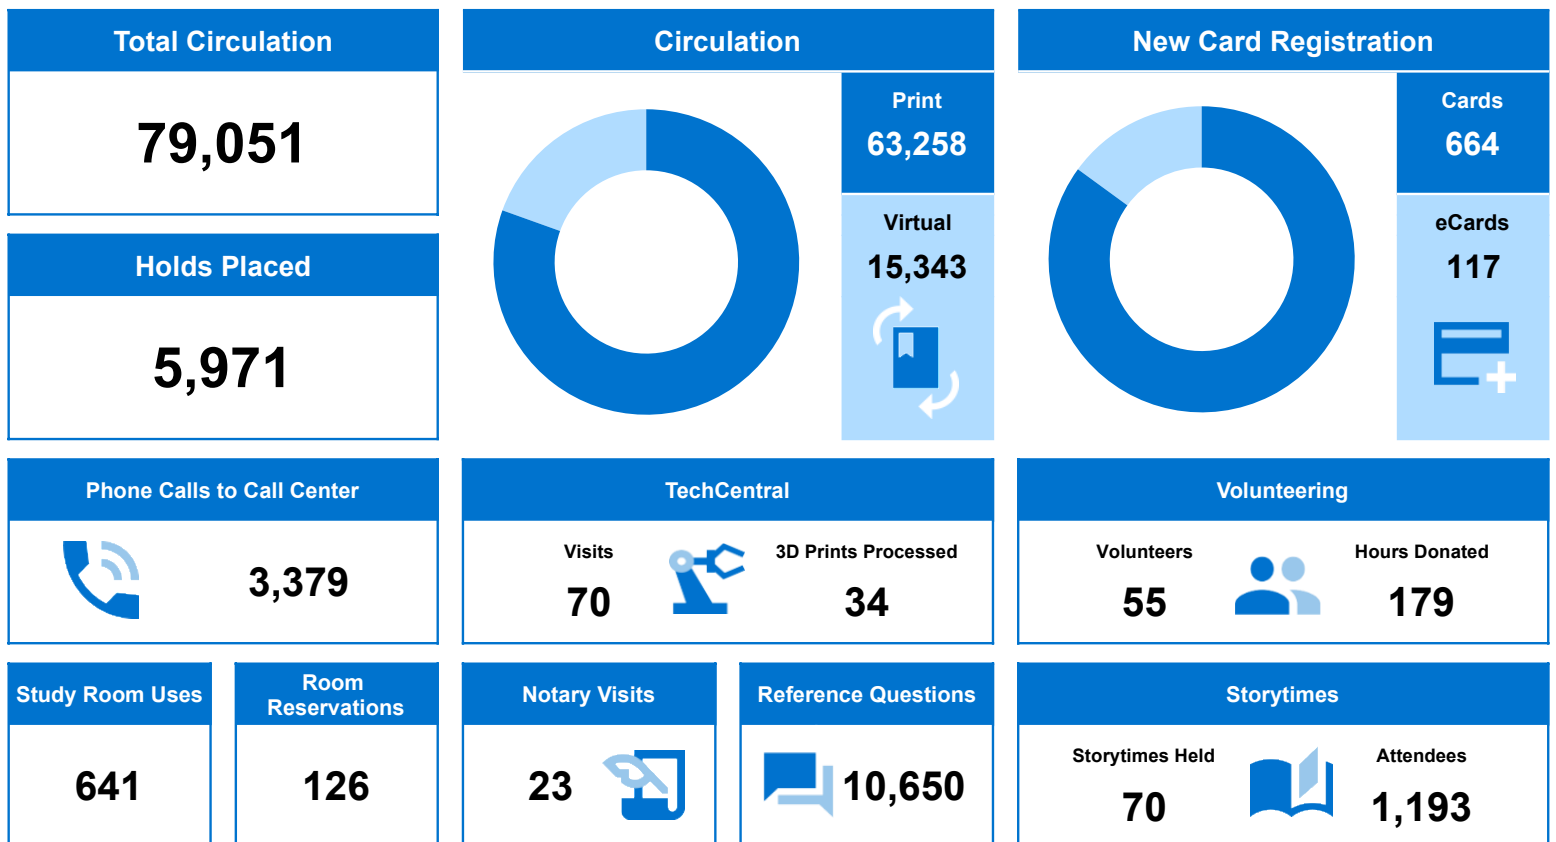 Total Circulation
79,051
Holds Placed
5,971
Circulation
Print
63,258
Virtual
15,343
New Card Registration
Cards
664
eCards
117
Phone Calls to Call Center
3,379
TechCentral
Visits
70
3D Prints Processed
34
Volunteering
Volunteers
55
Hours Donated
179
Study Room Uses
641
Room
Reservations
126
Notary Visits
23
Reference Questions
10,650
Storytimes
Storytimes Held
70
Attendees
1,193